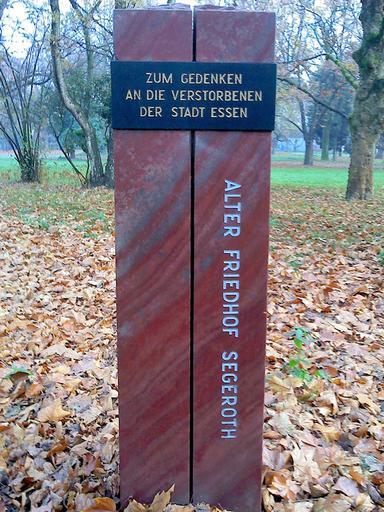 ZUM GEDENKEN
AN DIE VERSTORBENEN
DER STADT ESSEN
ALTER FRIEDHOF SEGEROTH